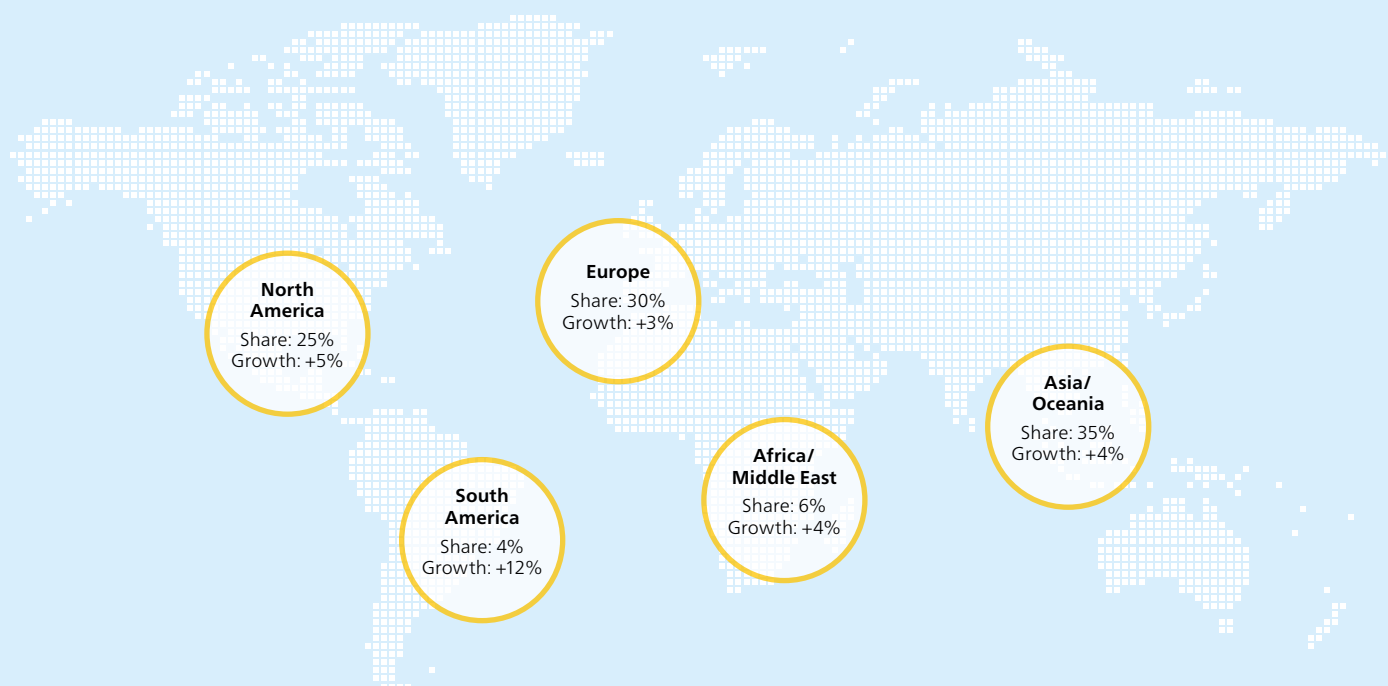 North
America
Share: 25%
Growth: +5%
Europe
Share: 30%
Growth: +3%
Asia/
Oceania
Share: 35%
Growth: +4%
South
America
Share: 4%
Growth: +12%
Africa/
Middle East
Share: 6%
Growth: +4%